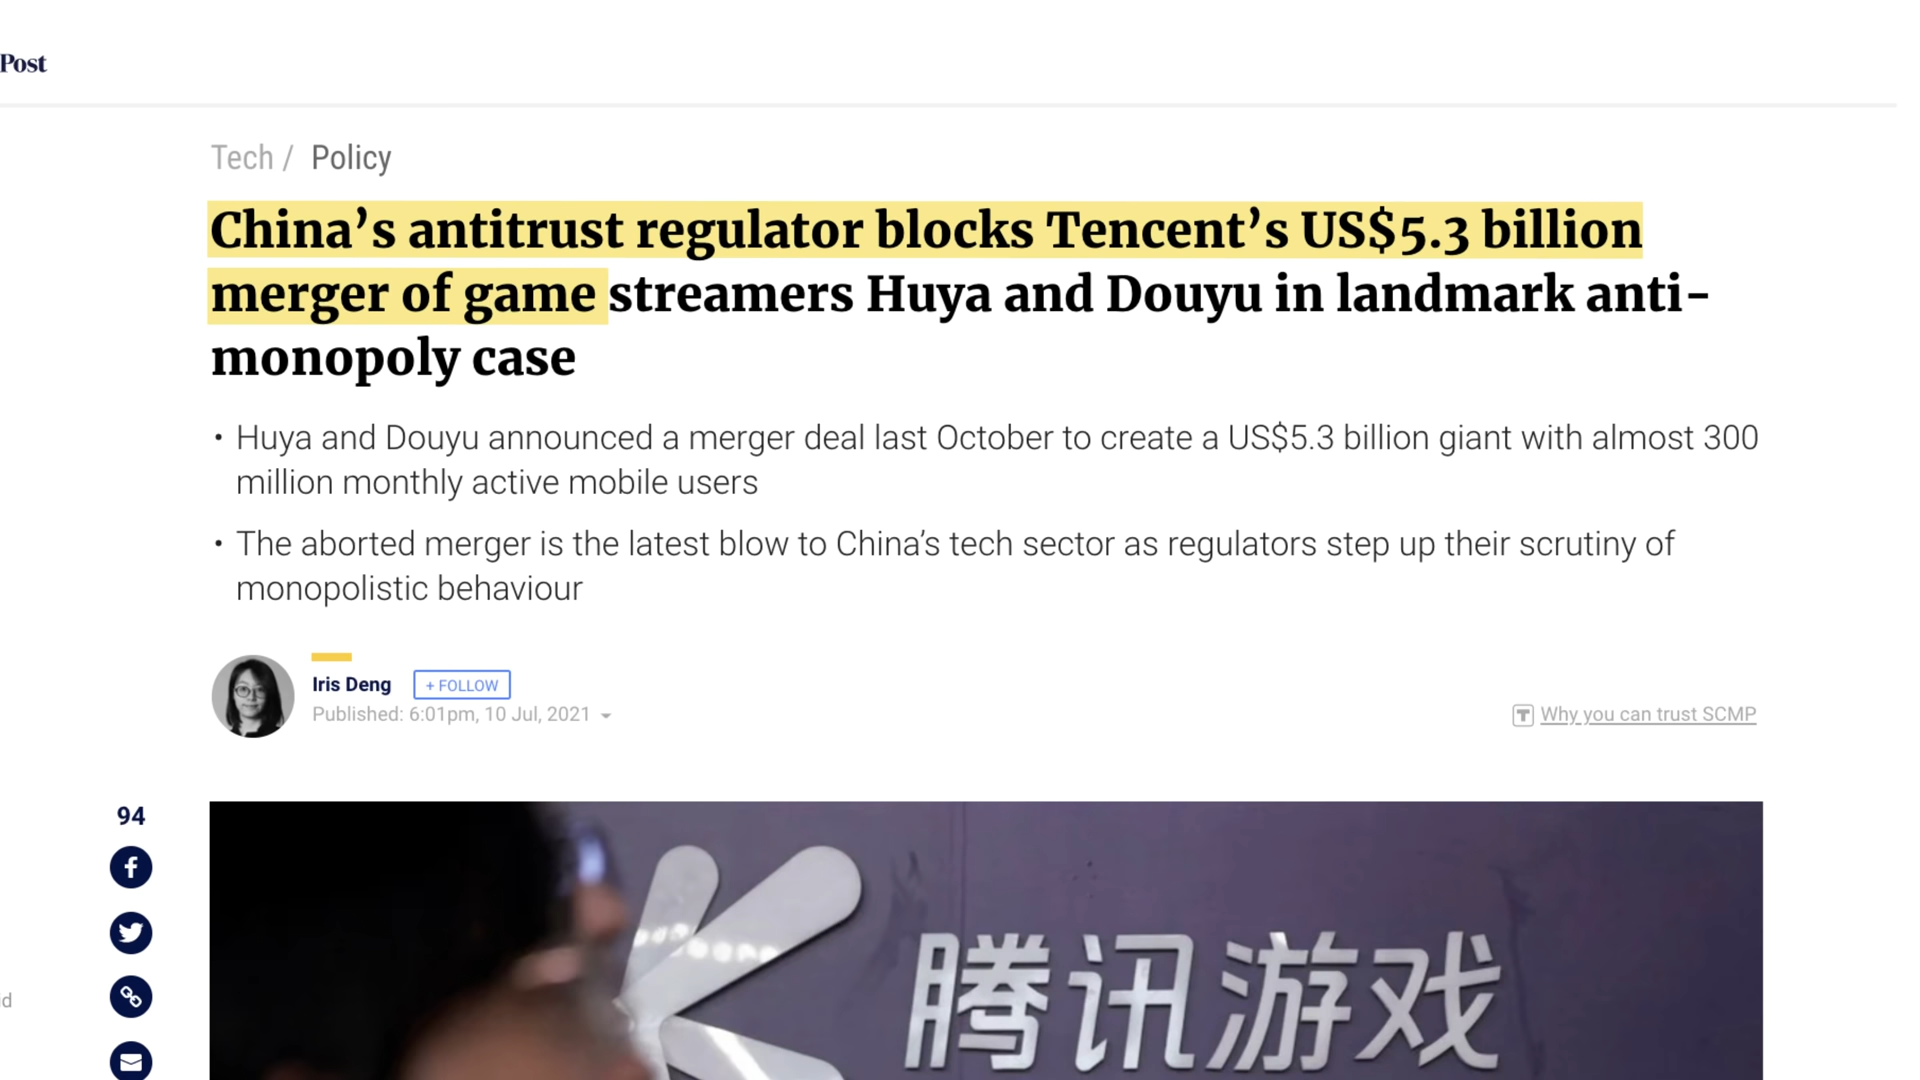 Post
Tech / Policy
China’s antitrust regulator blocks Tencent’s US$5.3 billion
merger of game streamers Huya and Douyu in landmark anti-
monopoly case
• Huya and Douyu announced a merger deal last October to create a US$5.3 billion giant with almost 300
million monthly active mobile users
• The aborted merger is the latest blow to China’s tech sector as regulators step up their scrutiny of
monopolistic behaviour
Iris Deng + FOLLOW
Published: 6:01pm, 10 Jul, 2021
Why you can trust SCMP
94
id
腾讯游戏